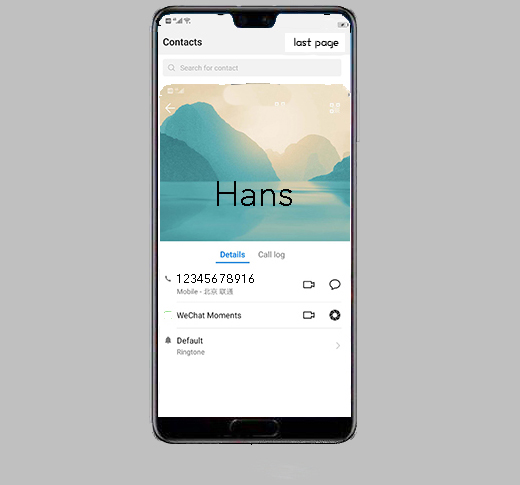 Contacts
last page
Search for contact
Hans
Details
Call log
12345678916
Mobile - 北京 联通
WeChat Moments
Default
Ringtone